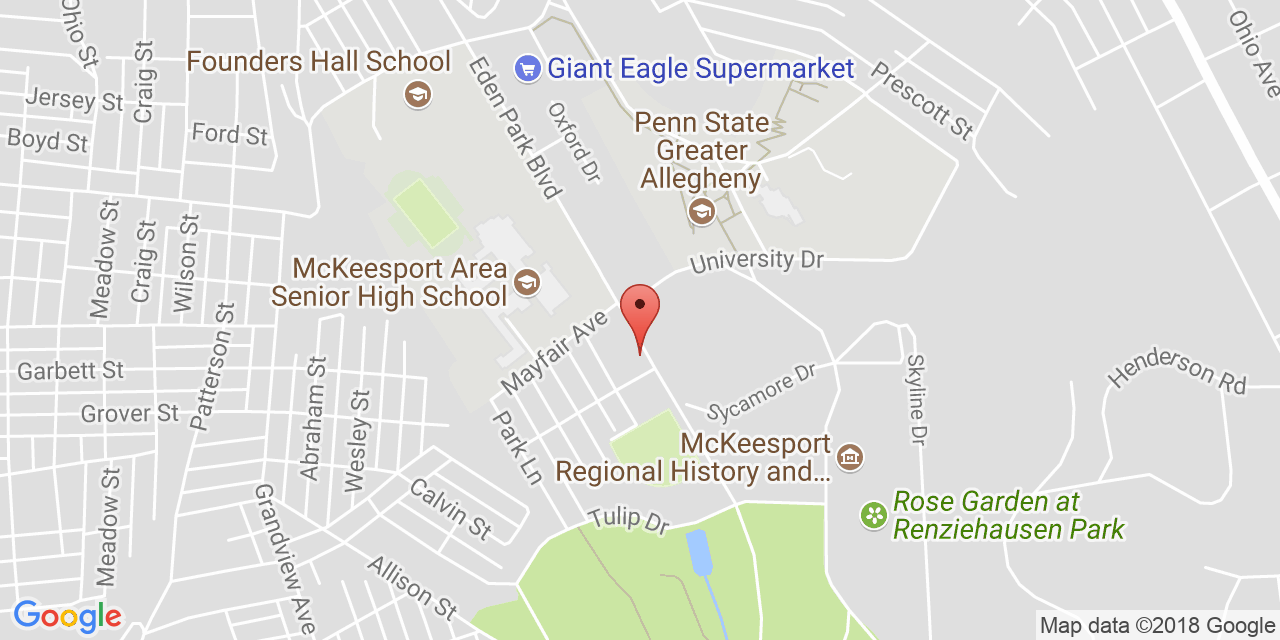 Ohio St
Craig St
Founders Hall School
Giant Eagle Supermarket
Ohio Ave
Jersey St
Eden Park Blvd
Oxford Dr
Prescott St
Boyd St
Ford St
Penn State
Greater
Allegheny
Meadow St
Craig St
Wilson St
McKeesport Area
Senior High School
University Dr
Patterson St
Mayfair Ave
Garbett St
Grover St
Abraham St
Wesley St
Park Ln
Sycamore Dr
Skyline Dr
Henderson Rd
McKeesport
Regional History and...
Meadow St
Grandview Ave
Calvin St
Tulip Dr
Rose Garden at
Renziehausen Park
Allison St
Google
Map data ©2018 Google